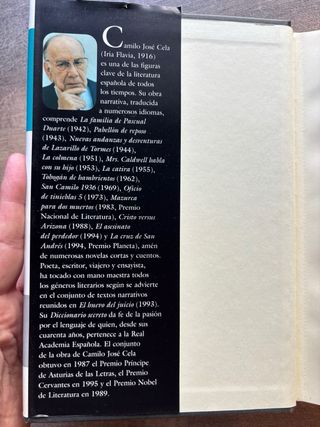 Camilo José Cela
(Iria Flavia, 1916)
es una de las figuras
clave de la literatura
española de todos
los tiempos. Su obra
narrativa, traducida
a numerosos idiomas,
comprende La familia de Pascual
Duarte (1942), Pabellón de reposo
(1943), Nuevas andanzas y desventuras
de Lazarillo de Tormes (1944),
La colmena (1951), Mrs. Caldwell habla
con su hijo (1953), La catira (1955),
Tobogán de hambrientos (1962),
San Camilo 1936 (1969), Oficio
de tinieblas 5 (1973), Mazurca
para dos muertos (1983, Premio
Nacional de Literatura), Cristo versus
Arizona (1988), El asesinato
del perdedor (1994) y La cruz de San
Andrés (1994, Premio Planeta), amén
de numerosas novelas cortas y cuentos.
Poeta, escritor, viajero y ensayista,
ha tocado con mano maestra todos
los géneros literarios según se advierte
en el conjunto de textos narrativos
reunidos en El huevo del juicio (1993).
Su Diccionario secreto da fe de la pasión
por el lenguaje de quien, desde sus
cuarenta años, pertenece a la Real
Academia Española. El conjunto
de la obra de Camilo José Cela
obtuvo en 1987 el Premio Príncipe
de Asturias de las Letras, el Premio
Cervantes en 1995 y el Premio Nobel
de Literatura en 1989.